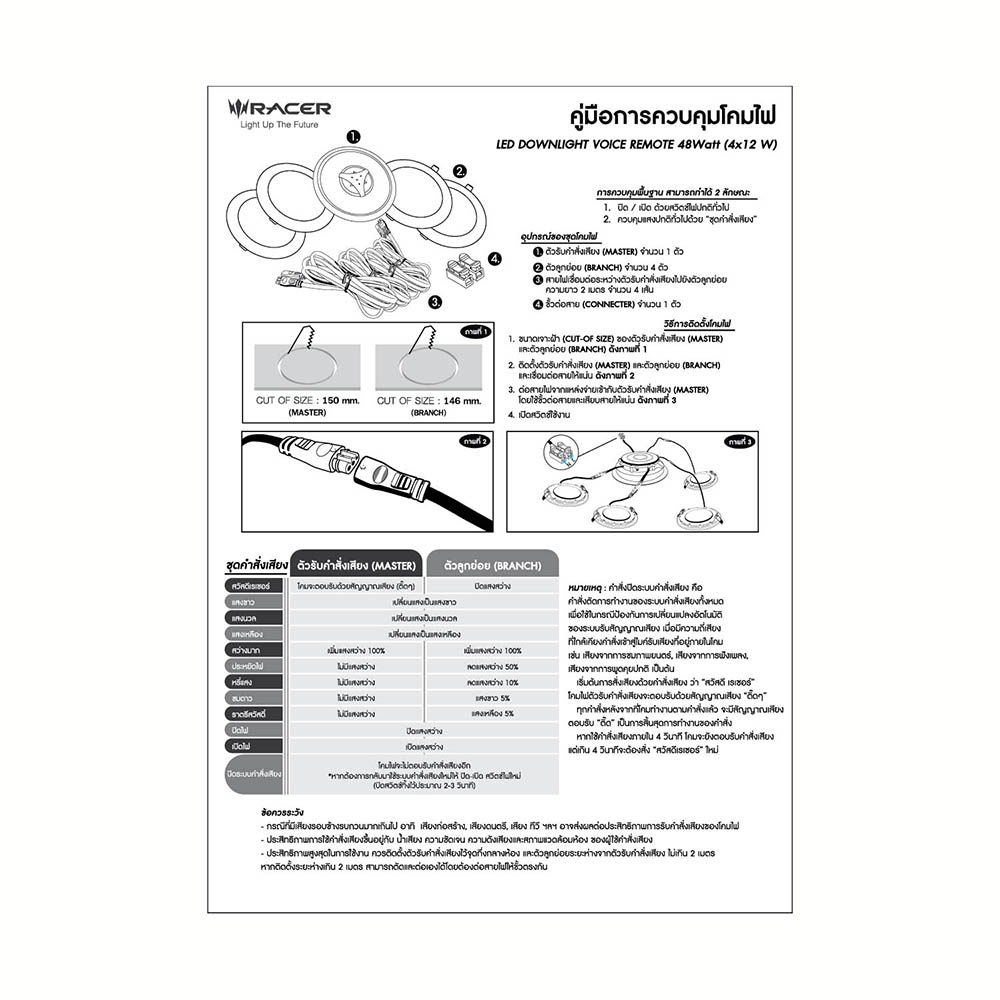 RACER
Light Up The Future
คู่มือการควบคุมโคมไฟ
LED DOWNLIGHT VOICE REMOTE 48Watt (4x12 W)
1.
2.
3.
4.
การควบคุมพื้นฐาน สามารถทำได้ 2 ลักษณะ
1. ปิด / เปิด ด้วยสวิตช์ไฟปกติทั่วไป
2. ควบคุมแสงปกติทั่วไปด้วย "ชุดคำสั่งเสียง"
อุปกรณ์ของชุดโคมไฟ
1. ตัวรับคำสั่งเสียง (MASTER) จำนวน 1 ตัว
2. ตัวลูกย่อย (BRANCH) จำนวน 4 ตัว
3. สายไฟเชื่อมต่อระหว่างตัวรับคำสั่งเสียงไปยังตัวลูกย่อย
ความยาว 2 เมตร จำนวน 4 เส้น
4. ขั้วต่อสาย (CONNECTER) จำนวน 1 ตัว
วิธีการติดตั้งโคมไฟ
1. ขนาดเจาะฝ้า (CUT-OF SIZE) ของตัวรับคำสั่งเสียง (MASTER)
และตัวลูกย่อย (BRANCH) ดังภาพที่ 1
2. ติดตั้งตัวรับคำสั่งเสียง (MASTER) และตัวลูกย่อย (BRANCH)
และเชื่อมต่อสายให้แน่น ดังภาพที่ 2
3. ต่อสายไฟจากแหล่งจ่ายเข้ากับตัวรับคำสั่งเสียง (MASTER)
โดยใช้ขั้วต่อสายและเสียบสายให้แน่น ดังภาพที่ 3
4. เปิดสวิตช์ใช้งาน
ภาพที่ 1
CUT OF SIZE : 150 mm.
(MASTER)
CUT OF SIZE : 146 mm.
(BRANCH)
ภาพที่ 2
ภาพที่ 3
ชุดคำสั่งเสียง ตัวรับคำสั่งเสียง (MASTER) ตัวลูกย่อย (BRANCH)
สวัสดีเรเซอร์ โคมจะตอบรับด้วยสัญญาณเสียง (ติ๊ดๆ) ปิดแสงสว่าง
แสงขาว เปลี่ยนแสงเป็นแสงขาว
แสงนวล เปลี่ยนแสงเป็นแสงนวล
แสงเหลือง เปลี่ยนแสงเป็นแสงเหลือง
สว่างมาก เพิ่มแสงสว่าง 100% เพิ่มแสงสว่าง 100%
ประหยัดไฟ ไม่มีแสงสว่าง ลดแสงสว่าง 50%
หรี่แสง ไม่มีแสงสว่าง ลดแสงสว่าง 10%
ชมดาว ไม่มีแสงสว่าง แสงขาว 5%
ราตรีสวัสดิ์ ไม่มีแสงสว่าง แสงเหลือง 5%
ปิดไฟ ปิดแสงสว่าง
เปิดไฟ เปิดแสงสว่าง
ปิดระบบคำสั่งเสียง โคมไฟจะไม่ตอบรับคำสั่งเสียงอีก
*หากต้องการกลับมาใช้ระบบคำสั่งเสียงใหม่ให้ ปิด-เปิด สวิตซ์ไฟใหม่
(ปิดสวิตซ์ทิ้งไว้ประมาณ 2-3 วินาที)
หมายเหตุ : คำสั่งปิดระบบคำสั่งเสียง คือ
คำสั่งตัดการทำงานของระบบคำสั่งเสียงทั้งหมด
เพื่อใช้ในกรณีป้องกันการเปลี่ยนแปลงอัตโนมัติ
ของระบบรับสัญญาณเสียง เมื่อมีความถี่เสียง
ที่ใกล้เคียงคำสั่งเข้าสู่ไมค์รับเสียงที่อยู่ภายในโคม
เช่น เสียงจากการชมภาพยนตร์, เสียงจากการฟังเพลง,
เสียงจากการพูดคุยปกติ เป็นต้น
เริ่มต้นการสั่งเสียงด้วยคำสั่งเสียง ว่า "สวัสดี เรเซอร์"
โคมไฟตัวรับคำสั่งเสียงจะตอบรับด้วยสัญญาณเสียง "ติ๊ดๆ"
ทุกคำสั่งหลังจากที่โคมทำงานตามคำสั่งแล้ว จะมีสัญญาณเสียง
ตอบรับ "ติ๊ด" เป็นการสิ้นสุดการทำงานของคำสั่ง
หากใช้คำสั่งเสียงภายใน 4 วินาที โคมจะยังตอบรับคำสั่งเสียง
แต่เกิน 4 วินาทีจะต้องสั่ง "สวัสดีเรเซอร์" ใหม่
ข้อควรระวัง
- กรณีที่มีเสียงรอบข้างรบกวนมากเกินไป อาทิ เสียงก่อสร้าง, เสียงดนตรี, เสียง ทีวี ฯลฯ อาจส่งผลต่อประสิทธิภาพการรับคำสั่งเสียงของโคมไฟ
- ประสิทธิภาพการใช้คำสั่งเสียงขึ้นอยู่กับ น้ำเสียง ความชัดเจน ความดังเสียงและสภาพแวดล้อมห้อง ของผู้ใช้คำสั่งเสียง
- ประสิทธิภาพสูงสุดในการใช้งาน ควรติดตั้งตัวรับคำสั่งเสียงไว้จุดกึ่งกลางห้อง และตัวลูกย่อยระยะห่างจากตัวรับคำสั่งเสียง ไม่เกิน 2 เมตร
หากติดตั้งระยะห่างเกิน 2 เมตร สามารถตัดและต่อเองได้โดยต้องต่อสายไฟให้ขั้วตรงกัน